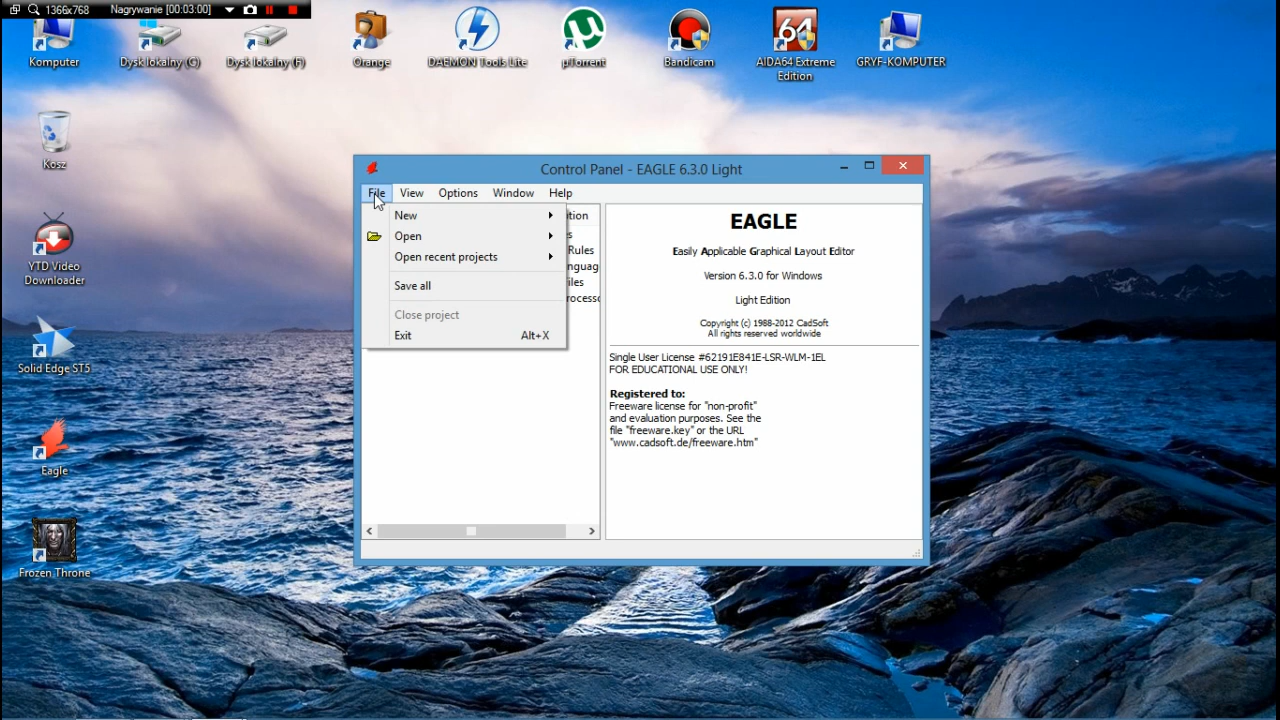 1366x768 Nagrywanie [00:03:00]
Komputer
Dysk lokalny (C)
Dysk lokalny (F)
Orange
DAEMON Tools Lite
µTorrent
Bandicam
64
AIDA64 Extreme
Edition
GRYF-KOMPUTER
Kosz
YTD Video
Downloader
Solid Edge ST5
Eagle
Frozen Throne
Control Panel - EAGLE 6.3.0 Light
File View Options Window Help
New
Open
Open recent projects
Save all
Close project
Exit Alt+X
EAGLE
Easily Applicable Graphical Layout Editor
Version 6.3.0 for Windows
Light Edition
Copyright (c) 1988-2012 CadSoft
All rights reserved worldwide
Single User License #62191E841E-LSR-WLM-1EL
FOR EDUCATIONAL USE ONLY!
Registered to:
Freeware license for "non-profit"
and evaluation purposes. See the
file "freeware.key" or the URL
"www.cadsoft.de/freeware.htm"